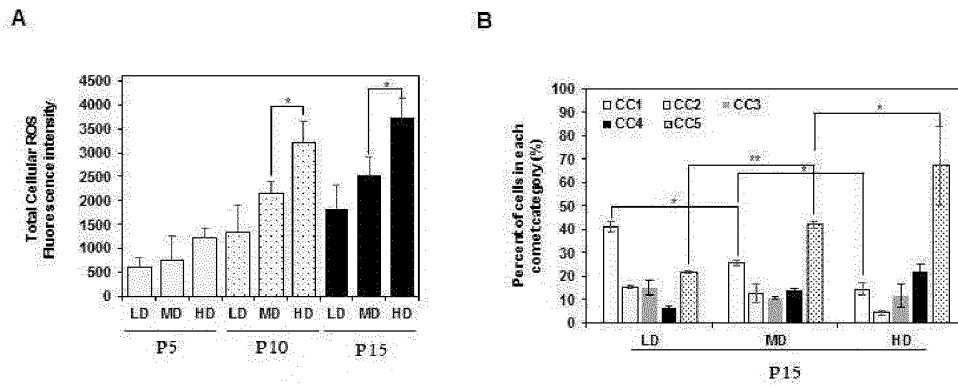 A
Total Cellular ROS
Fluorescence intensity
4500
4000
3500
3000
2500
2000
1500
1000
500
0
*
*
LD MD HD LD MD HD LD MD HD
P5 P10 P15
B
Percent of cells in each
comet category (%)
100
90
80
70
60
50
40
30
20
10
0
CC1 CC2 CC3
CC4 CC5
*
**
*
*
LD MD HD
P15